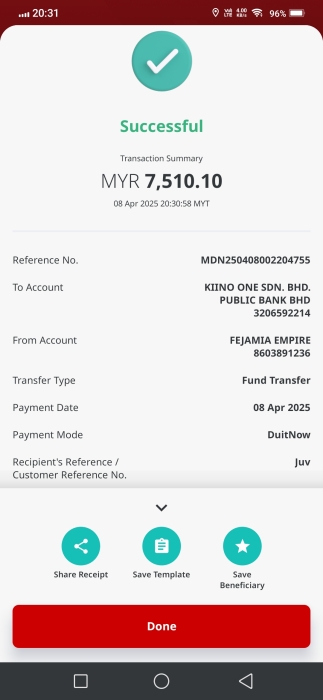 20:31
VoD LTE 4.00 KB/s 96%
Successful
Transaction Summary
MYR 7,510.10
08 Apr 2025 20:30:58 MYT
Reference No. MDN250408002204755
To Account KIINO ONE SDN. BHD.
PUBLIC BANK BHD
3206592214
From Account FEJAMIA EMPIRE
8603891236
Transfer Type Fund Transfer
Payment Date 08 Apr 2025
Payment Mode DuitNow
Recipient's Reference / Juv
Customer Reference No.
Share Receipt Save Template Save
Beneficiary
Done